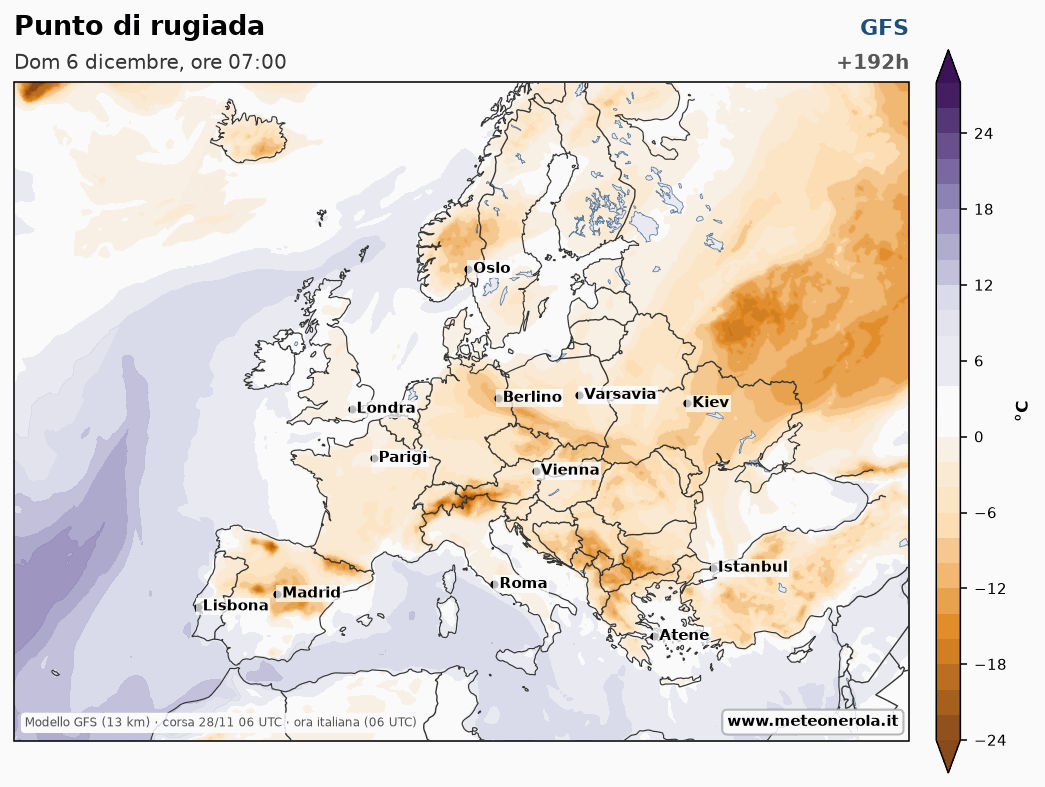 Punto di rugiada
GFS
Dom 6 dicembre, ore 07:00
+192h
24
18
12
6
0
−6
−12
−18
−24
°C
Oslo
Berlino
Varsavia
Kiev
Londra
Parigi
Vienna
Istanbul
Roma
Madrid
Lisbona
Atene
Modello GFS (13 km) · corsa 28/11 06 UTC · ora italiana (06 UTC)
www.meteonerola.it